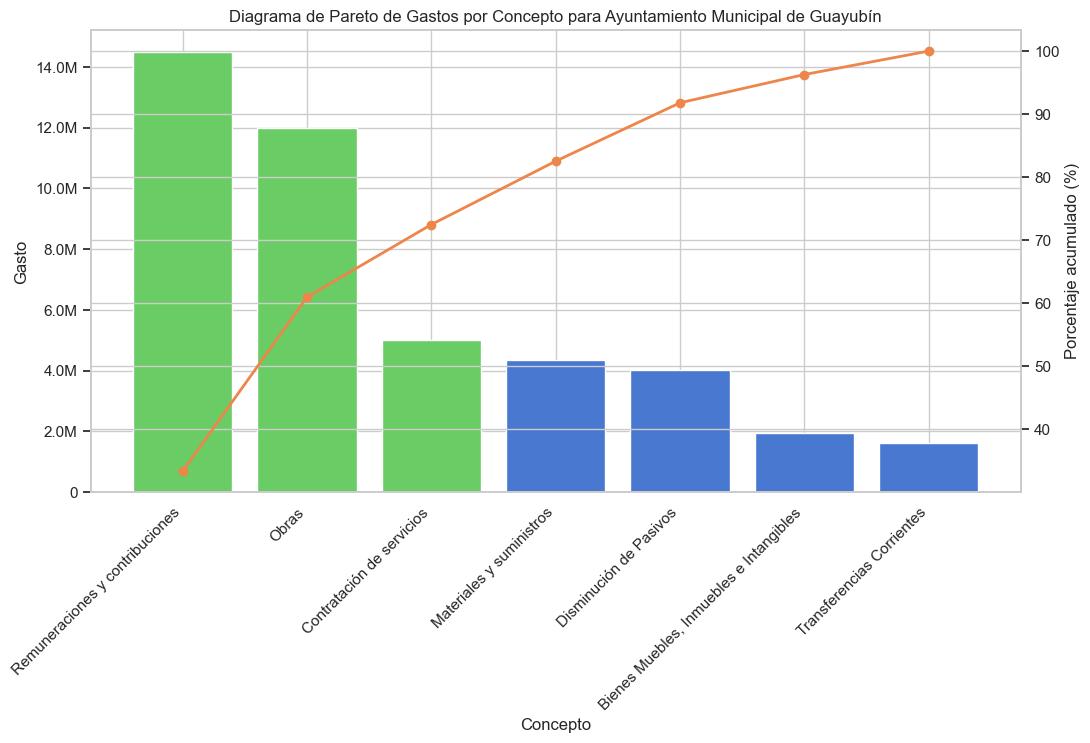 Diagrama de Pareto de Gastos por Concepto para Ayuntamiento Municipal de Guayubín
Gasto
14.0M
12.0M
10.0M
8.0M
6.0M
4.0M
2.0M
0
100
90
80
70
60
50
40
Porcentaje acumulado (%)
Remuneraciones y contribuciones
Obras
Contratación de servicios
Materiales y suministros
Disminución de Pasivos
Bienes Muebles, Inmuebles e Intangibles
Transferencias Corrientes
Concepto